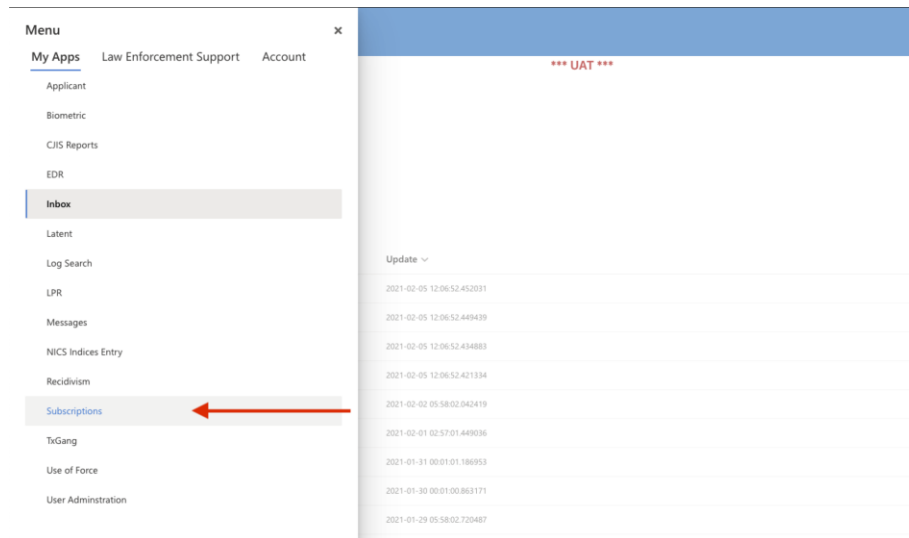 Menu ×
My Apps Law Enforcement Support Account
*** UAT ***
Applicant
Biometric
CJIS Reports
EDR
Inbox
Latent
Log Search
LPR
Messages
NICS Indices Entry
Recidivism
Subscriptions
TxGang
Use of Force
User Adminstration
Update
2021-02-05 12:06:52.452031
2021-02-05 12:06:52.449439
2021-02-05 12:06:52.434883
2021-02-05 12:06:52.421334
2021-02-02 05:58:02.042419
2021-02-01 02:57:01.449036
2021-01-31 00:01:01.186953
2021-01-30 00:01:00.863171
2021-01-29 05:58:02.720487